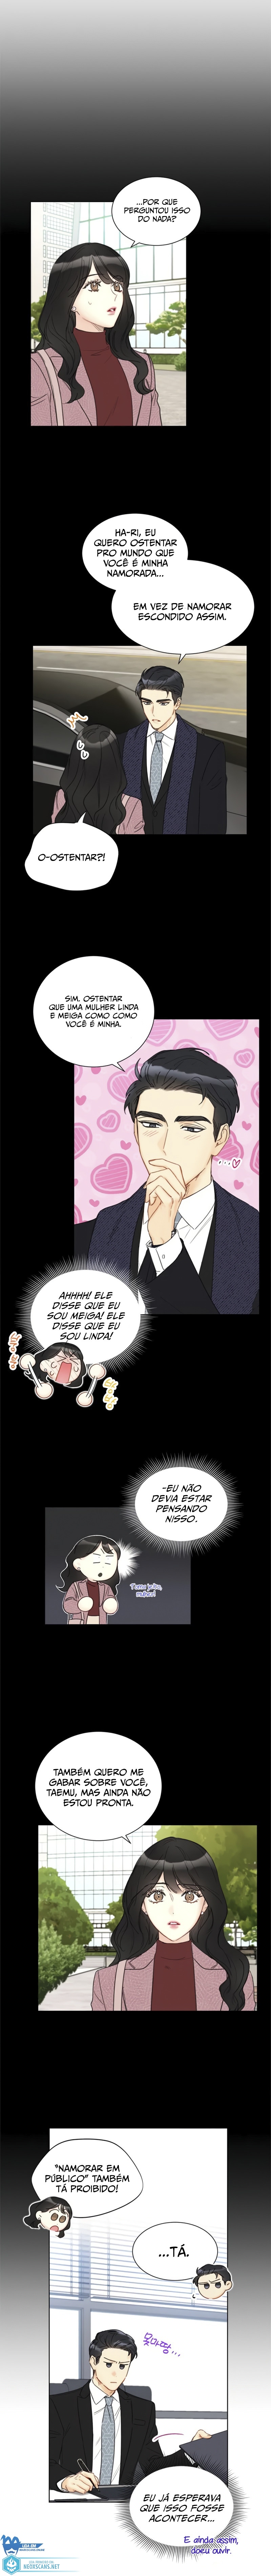 ...POR QUE
PERGUNTOU ISSO
DO NADA?
HA-RI, EU
QUERO OSTENTAR
PRO MUNDO QUE
VOCÊ É MINHA
NAMORADA...
EM VEZ DE NAMORAR
ESCONDIDO ASSIM.
O-OSTENTAR?!
SIM. OSTENTAR
QUE UMA MULHER LINDA
E MEIGA COMO COMO
VOCÊ É MINHA.
AHHHH! ELE
DISSE QUE EU
SOU MEIGA! ELE
DISSE QUE EU
SOU LINDA!
-EU NÃO
DEVIA ESTAR
PENSANDO
NISSO.
TAMBÉM QUERO ME
GABAR SOBRE VOCÊ,
TAEMU, MAS AINDA NÃO
ESTOU PRONTA.
"NAMORAR EM
PÚBLICO" TAMBÉM
TÁ PROIBIDO!
...TÁ.
못마땅...
EU JÁ ESPERAVA
QUE ISSO FOSSE
ACONTECER...
E ainda assim,
doeu ouvir.
NEOXSCANS.NET